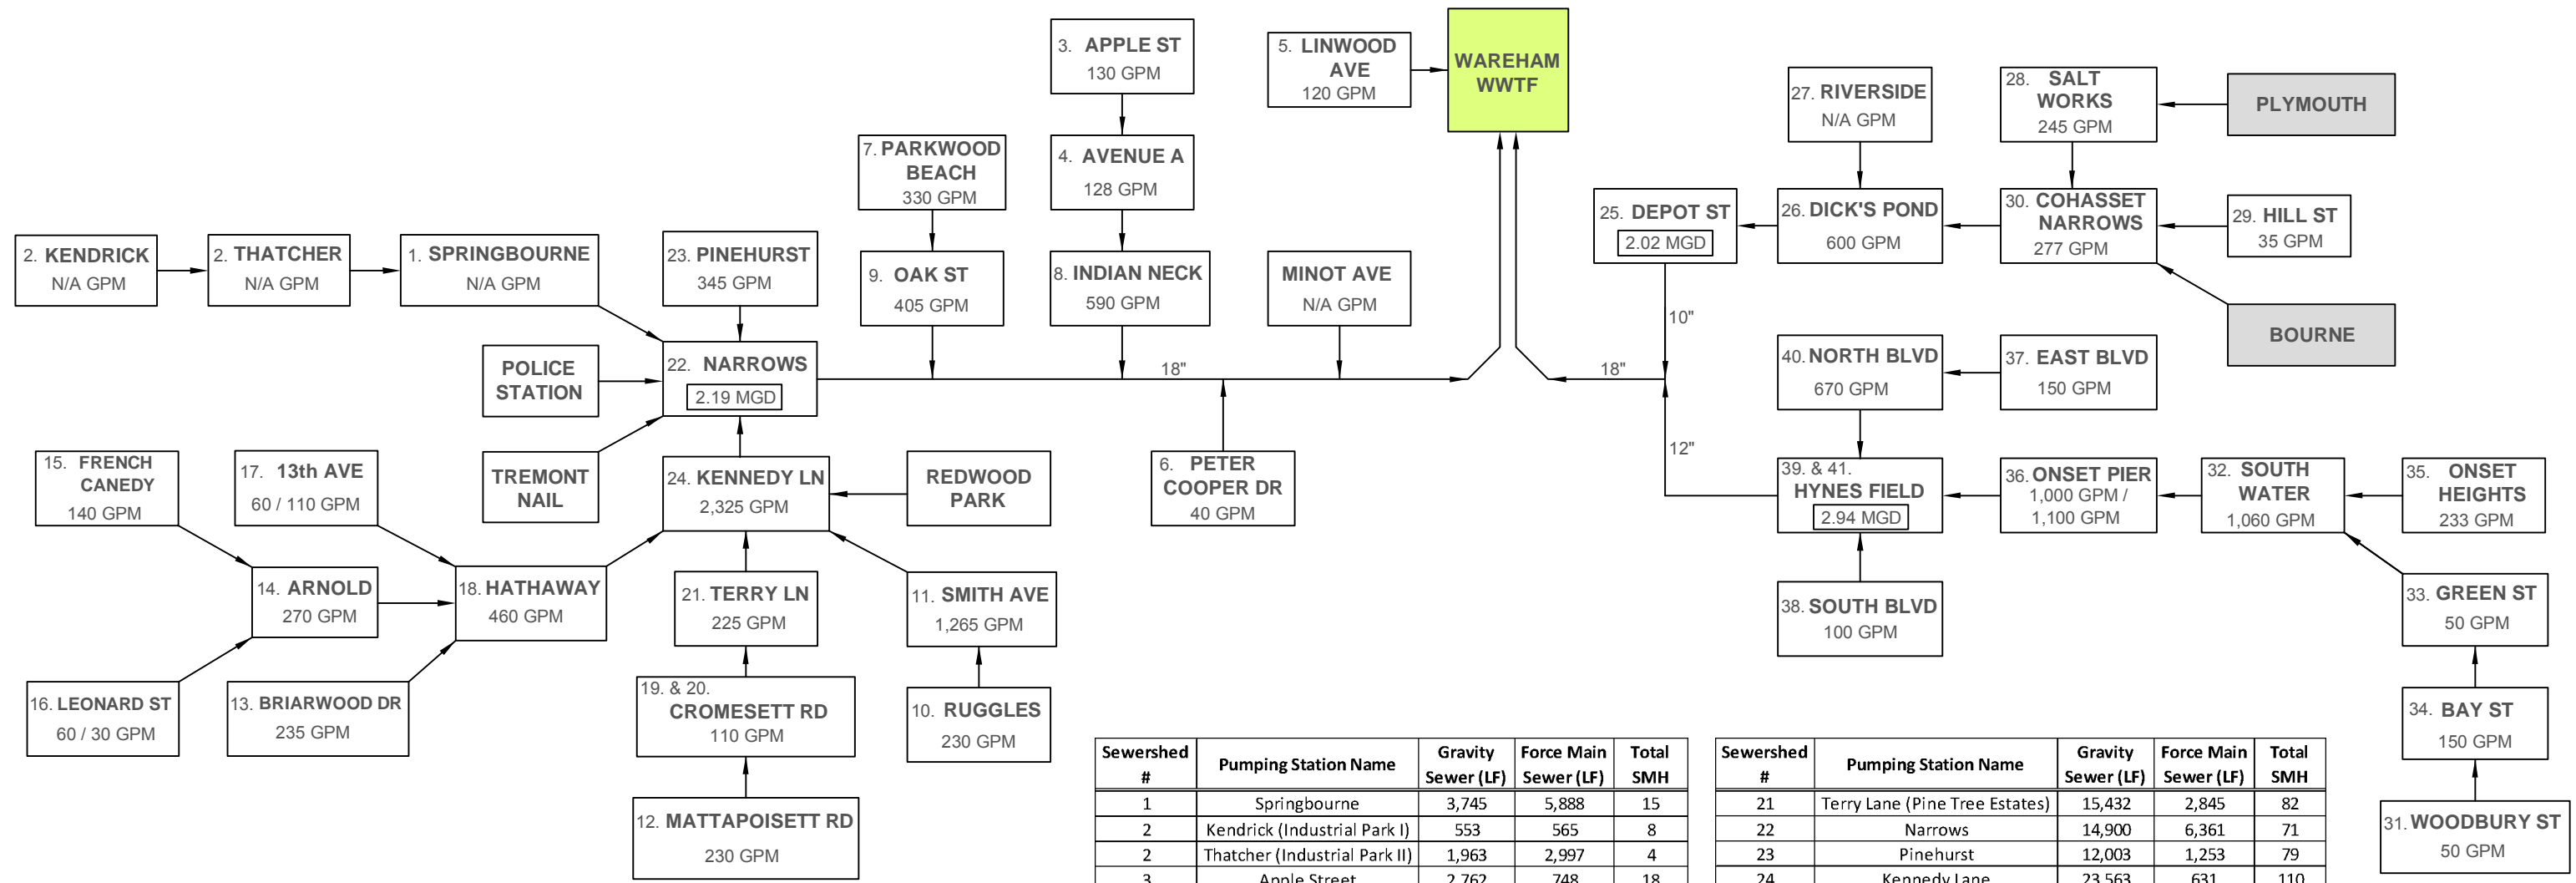 3. APPLE ST
130 GPM
5. LINWOOD
AVE
120 GPM
WAREHAM
WWTF
27. RIVERSIDE
N/A GPM
28. SALT
WORKS
245 GPM
PLYMOUTH
7. PARKWOOD
BEACH
330 GPM
4. AVENUE A
128 GPM
25. DEPOT ST
2.02 MGD
26. DICK'S POND
600 GPM
30. COHASSET
NARROWS
277 GPM
29. HILL ST
35 GPM
2. KENDRICK
N/A GPM
2. THATCHER
N/A GPM
1. SPRINGBOURNE
N/A GPM
23. PINEHURST
345 GPM
9. OAK ST
405 GPM
8. INDIAN NECK
590 GPM
MINOT AVE
N/A GPM
10"
BOURNE
POLICE
STATION
22. NARROWS
2.19 MGD
18"
18"
40. NORTH BLVD
670 GPM
37. EAST BLVD
150 GPM
12"
15. FRENCH
CANEDY
140 GPM
17. 13th AVE
60 / 110 GPM
TREMONT
NAIL
24. KENNEDY LN
2,325 GPM
REDWOOD
PARK
6. PETER
COOPER DR
40 GPM
39. & 41.
HYNES FIELD
2.94 MGD
36. ONSET PIER
1,000 GPM /
1,100 GPM
32. SOUTH
WATER
1,060 GPM
35. ONSET
HEIGHTS
233 GPM
14. ARNOLD
270 GPM
18. HATHAWAY
460 GPM
21. TERRY LN
225 GPM
11. SMITH AVE
1,265 GPM
38. SOUTH BLVD
100 GPM
33. GREEN ST
50 GPM
16. LEONARD ST
60 / 30 GPM
13. BRIARWOOD DR
235 GPM
19. & 20.
CROMESETT RD
110 GPM
10. RUGGLES
230 GPM
34. BAY ST
150 GPM
12. MATTAPOISETT RD
230 GPM
31. WOODBURY ST
50 GPM
Sewershed # Pumping Station Name Gravity Sewer (LF) Force Main Sewer (LF) Total SMH
1 Springbourne 3,745 5,888 15
2 Kendrick (Industrial Park I) 553 565 8
2 Thatcher (Industrial Park II) 1,963 2,997 4
3 Apple Street 2,762 748 18
Sewershed # Pumping Station Name Gravity Sewer (LF) Force Main Sewer (LF) Total SMH
21 Terry Lane (Pine Tree Estates) 15,432 2,845 82
22 Narrows 14,900 6,361 71
23 Pinehurst 12,003 1,253 79
24 Kennedy Lane 23,563 631 110